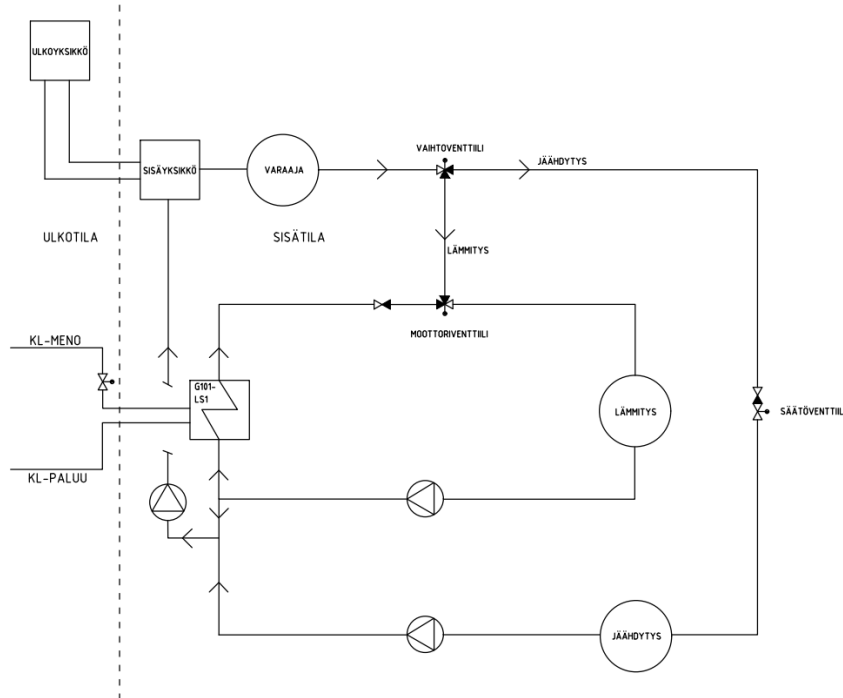 ULKOYKSIKKÖ
SISÄYKSIKKÖ
VARAAJA
VAIHTOVENTTIILI
JÄÄHDYTYS
ULKOTILA
SISÄTILA
LÄMMITYS
MOOTTORIVENTTIILI
KL-MENO
G101-
LS1
LÄMMITYS
SÄÄTÖVENTTIIL
KL-PALUU
JÄÄHDYTYS